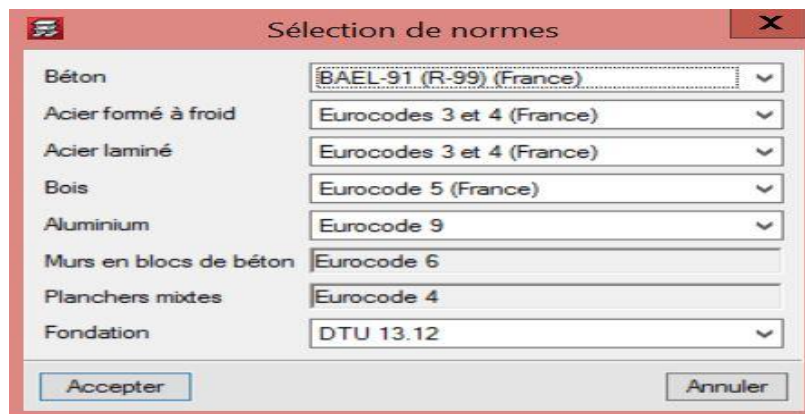 Sélection de normes
Béton BAEL-91 (R-99) (France)
Acier formé à froid Eurocodes 3 et 4 (France)
Acier laminé Eurocodes 3 et 4 (France)
Bois Eurocode 5 (France)
Aluminium Eurocode 9
Murs en blocs de béton Eurocode 6
Planchers mixtes Eurocode 4
Fondation DTU 13.12
Accepter Annuler